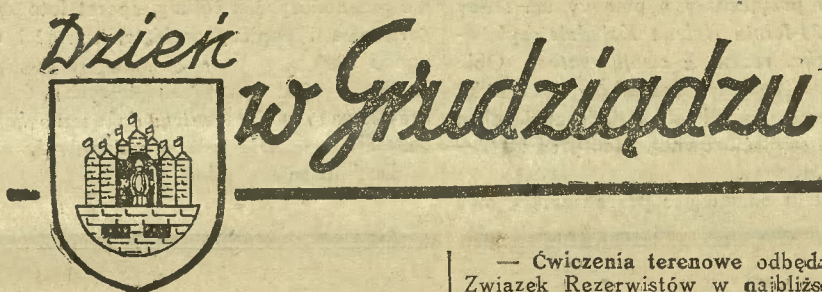 Dzień
w Grudziądzu
— Ćwiczenia terenowe odbędą
Związek Rezerwistów w najbliższ